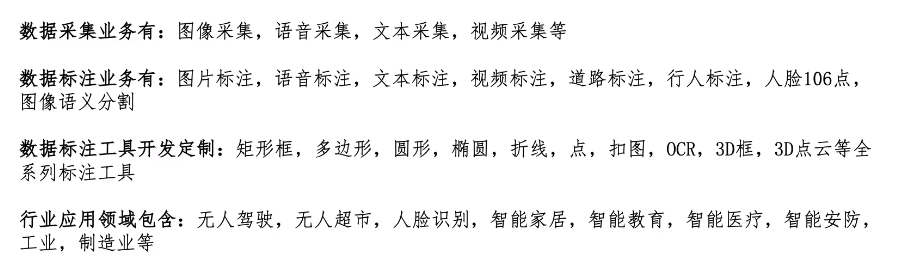 数据采集业务有：图像采集，语音采集，文本采集，视频采集等
数据标注业务有：图片标注，语音标注，文本标注，视频标注，道路标注，行人标注，人脸106点，
图像语义分割
数据标注工具开发定制：矩形框，多边形，圆形，椭圆，折线，点，扣图，OCR，3D框，3D点云等全
系列标注工具
行业应用领域包含：无人驾驶，无人超市，人脸识别，智能家居，智能教育，智能医疗，智能安防，
工业，制造业等